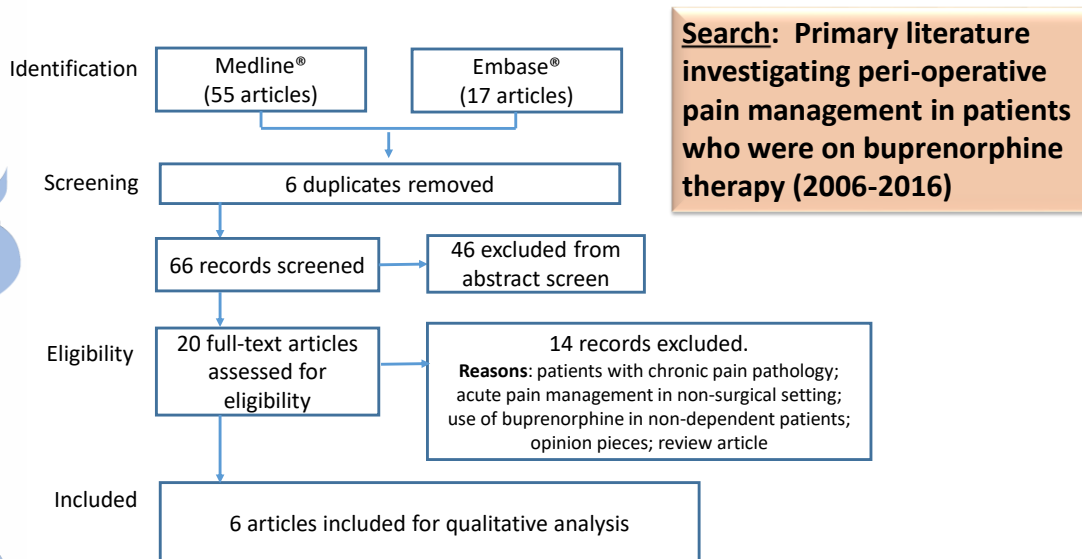 Identification
Medline®
(55 articles)
Embase®
(17 articles)
Search: Primary literature
investigating peri-operative
pain management in patients
who were on buprenorphine
therapy (2006-2016)
Screening
6 duplicates removed
66 records screened
46 excluded from
abstract screen
Eligibility
20 full-text articles
assessed for
eligibility
14 records excluded.
Reasons: patients with chronic pain pathology;
acute pain management in non-surgical setting;
use of buprenorphine in non-dependent patients;
opinion pieces; review article
Included
6 articles included for qualitative analysis